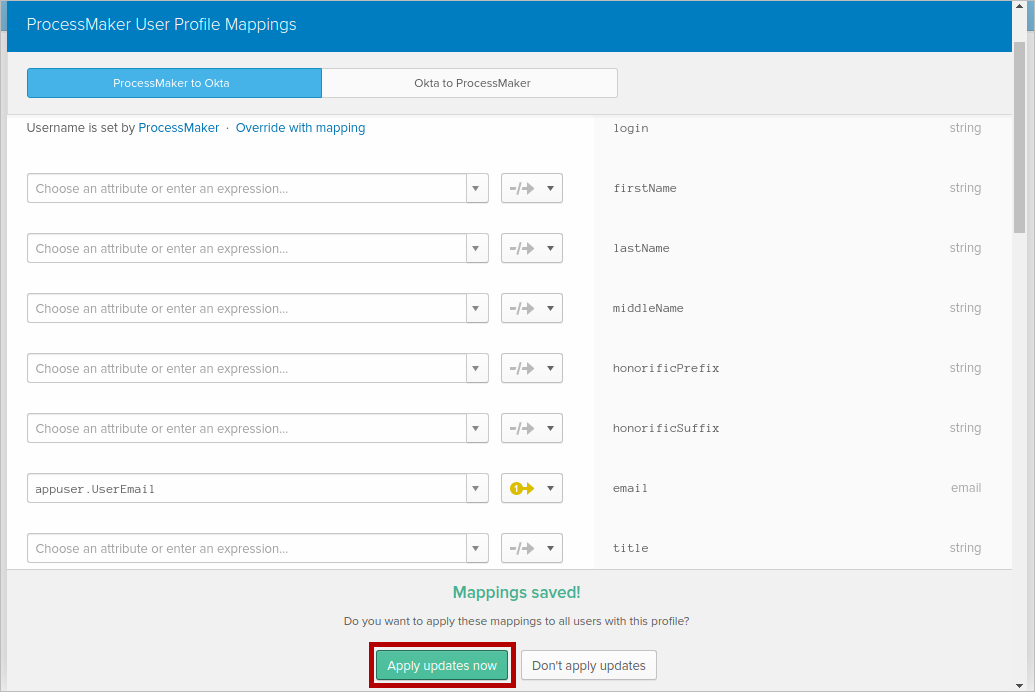 ProcessMaker User Profile Mappings
ProcessMaker to Okta
Okta to ProcessMaker
Username is set by ProcessMaker · Override with mapping
login string
Choose an attribute or enter an expression... firstName string
Choose an attribute or enter an expression... lastName string
Choose an attribute or enter an expression... middleName string
Choose an attribute or enter an expression... honorificPrefix string
Choose an attribute or enter an expression... honorificSuffix string
appuser.UserEmail 1 email email
Choose an attribute or enter an expression... title string
Mappings saved!
Do you want to apply these mappings to all users with this profile?
Apply updates now
Don't apply updates